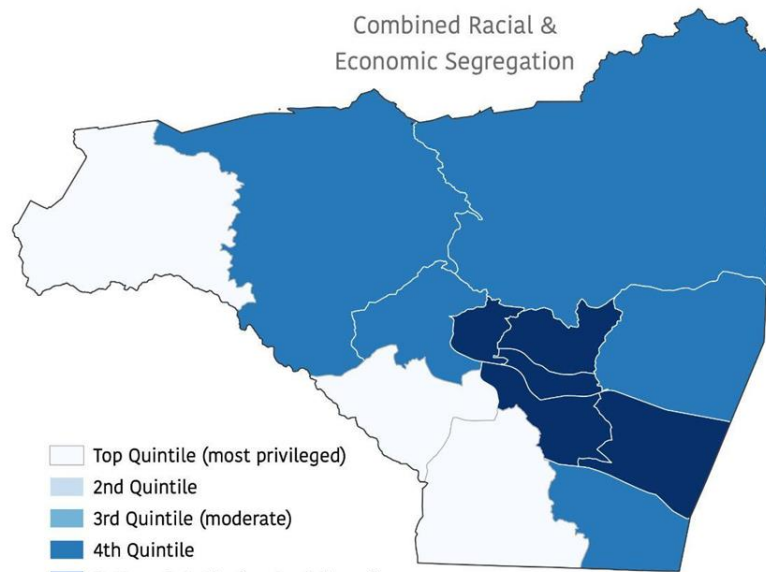 Combined Racial &
Economic Segregation
Top Quintile (most privileged)
2nd Quintile
3rd Quintile (moderate)
4th Quintile